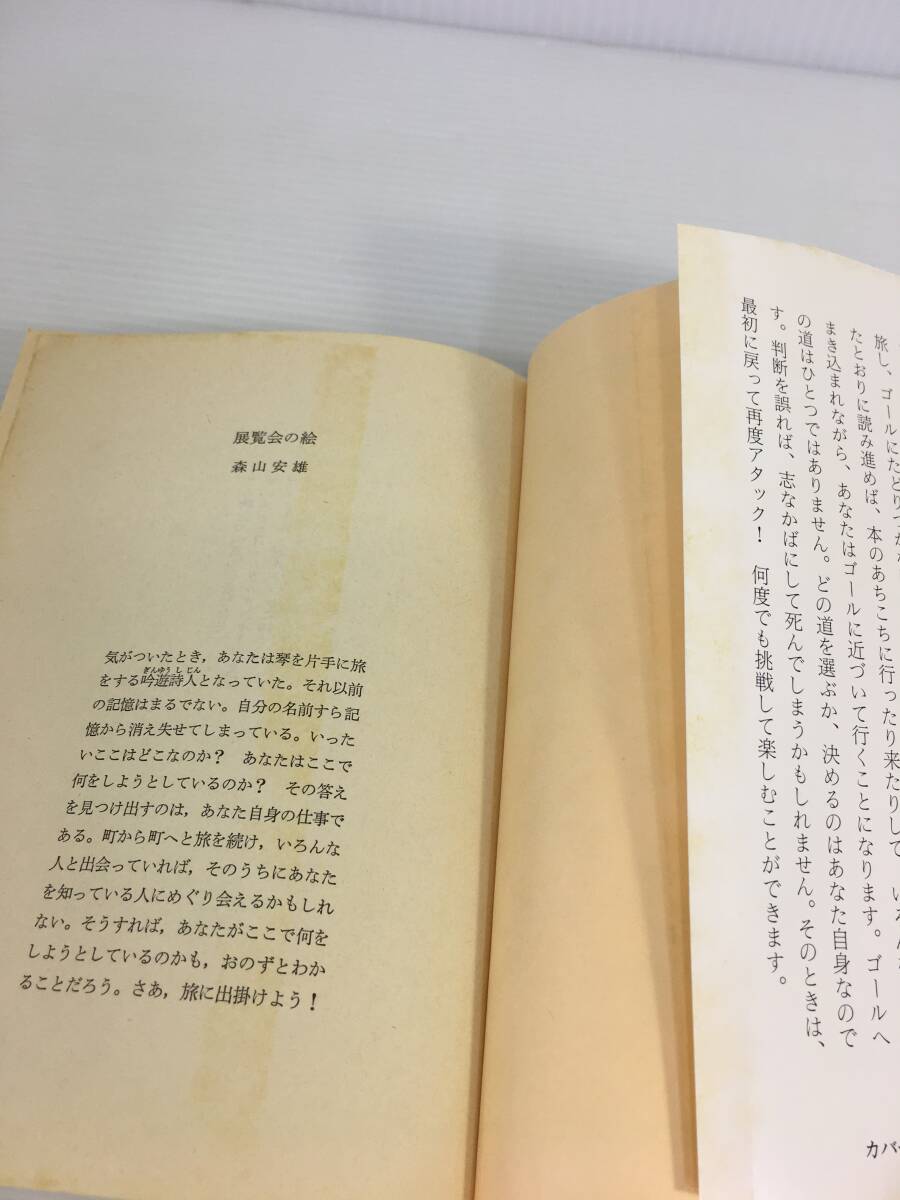 展覧会の絵
森山安雄
気がついたとき，あなたは琴を片手に旅
をする吟遊詩人となっていた。それ以前
の記憶はまるでない。自分の名前すら記
憶から消え失せてしまっている。いった
いここはどこなのか？　あなたはここで
何をしようとしているのか？　その答え
を見つけ出すのは，あなた自身の仕事で
ある。町から町へと旅を続け，いろんな
人と出会っていれば，そのうちにあなた
を知っている人にめぐり会えるかもしれ
ない。そうすれば，あなたがここで何を
しようとしているのかも，おのずとわか
ることだろう。さあ，旅に出掛けよう！
ぎんゆうしじん
旅し、ゴールにたどりつ
たとおりに読み進めば、本のあちこちに行ったり来たりして、い
まき込まれながら、あなたはゴールに近づいて行くことになります。ゴールへ
の道はひとつではありません。どの道を選ぶか、決めるのはあなた自身なので
す。判断を誤れば、志なかばにして死んでしまうかもしれません。そのときは、
最初に戻って再度アタック！　何度でも挑戦して楽しむことができます。
カバ